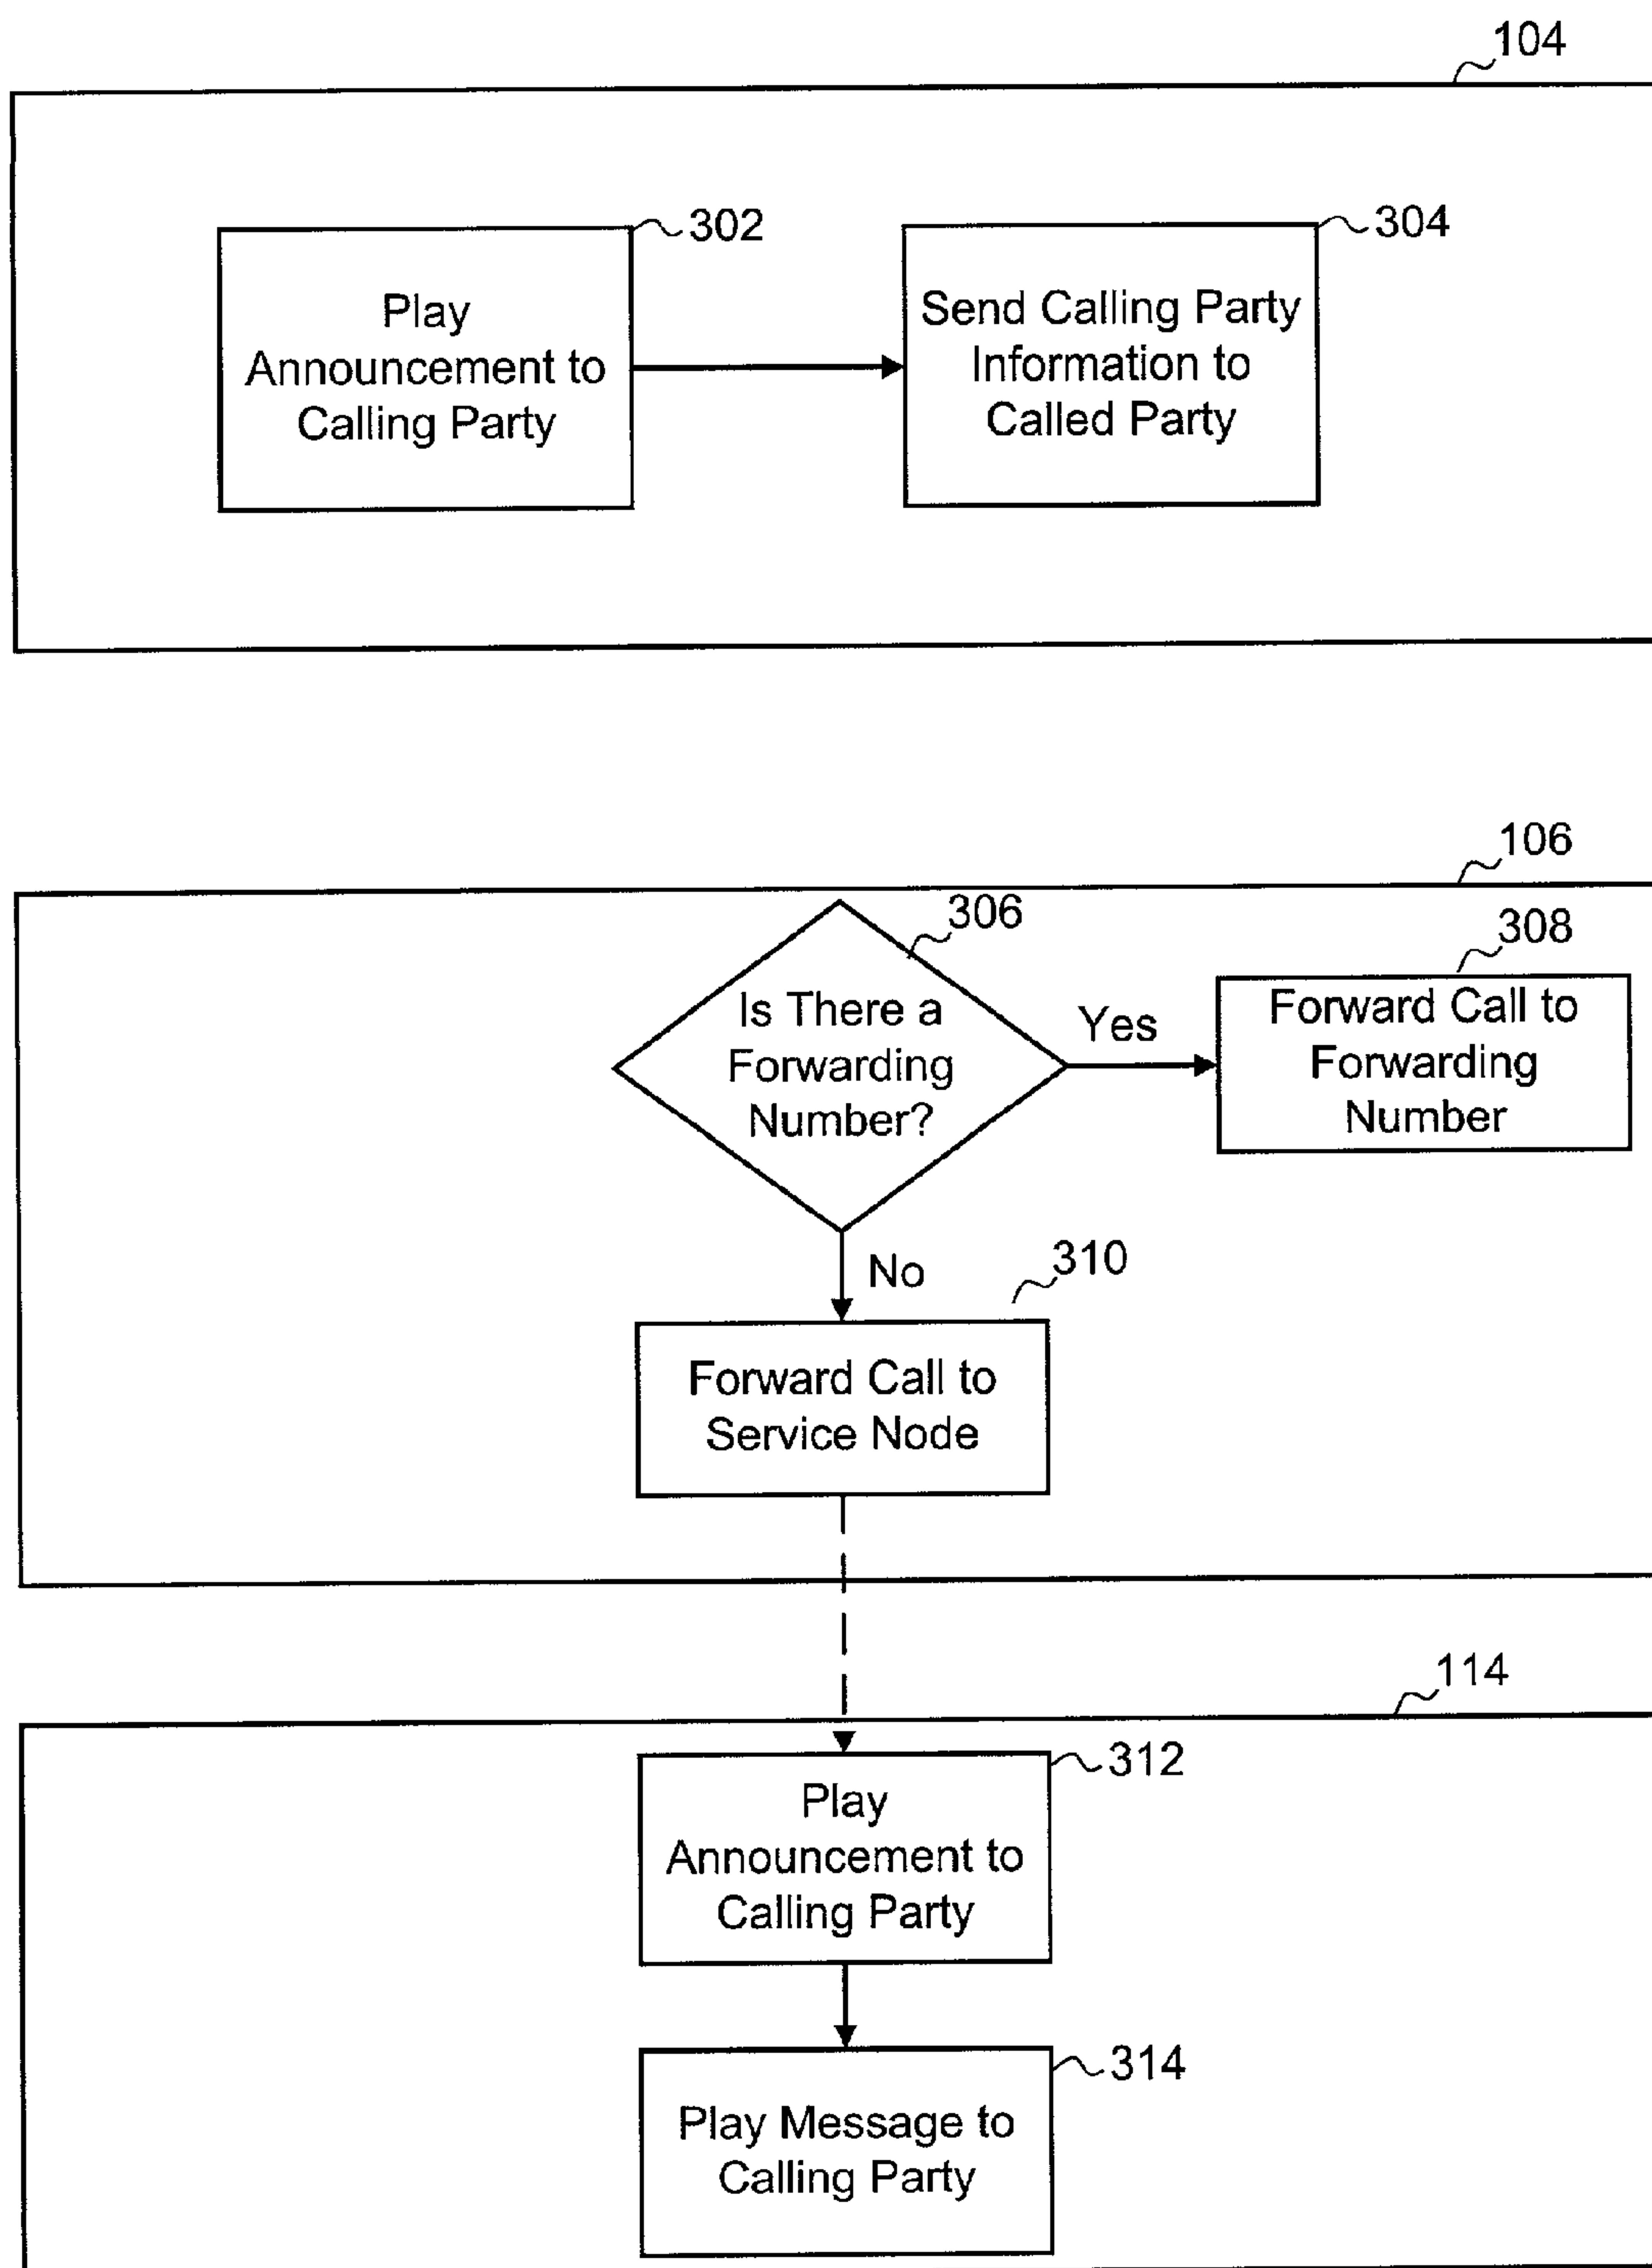 104
302
304
Play
Announcement to
Calling Party
Send Calling Party
Information to
Called Party
106
306
308
Is There a
Forwarding
Number?
Yes
Forward Call to
Forwarding
Number
No
310
Forward Call to
Service Node
114
312
Play
Announcement to
Calling Party
314
Play Message to
Calling Party